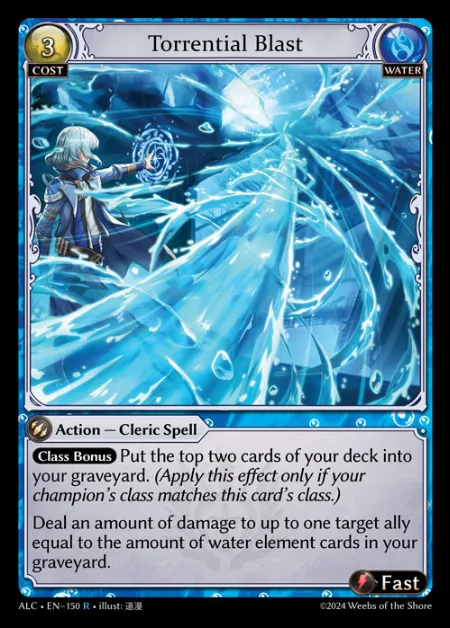 3
Torrential Blast
COST
WATER
Action — Cleric Spell
Class Bonus Put the top two cards of your deck into
your graveyard. (Apply this effect only if your
champion's class matches this card's class.)
Deal an amount of damage to up to one target ally
equal to the amount of water element cards in your
graveyard.
Fast
ALC • EN-150 R • illust: 道漫
©2024 Weebs of the Shore